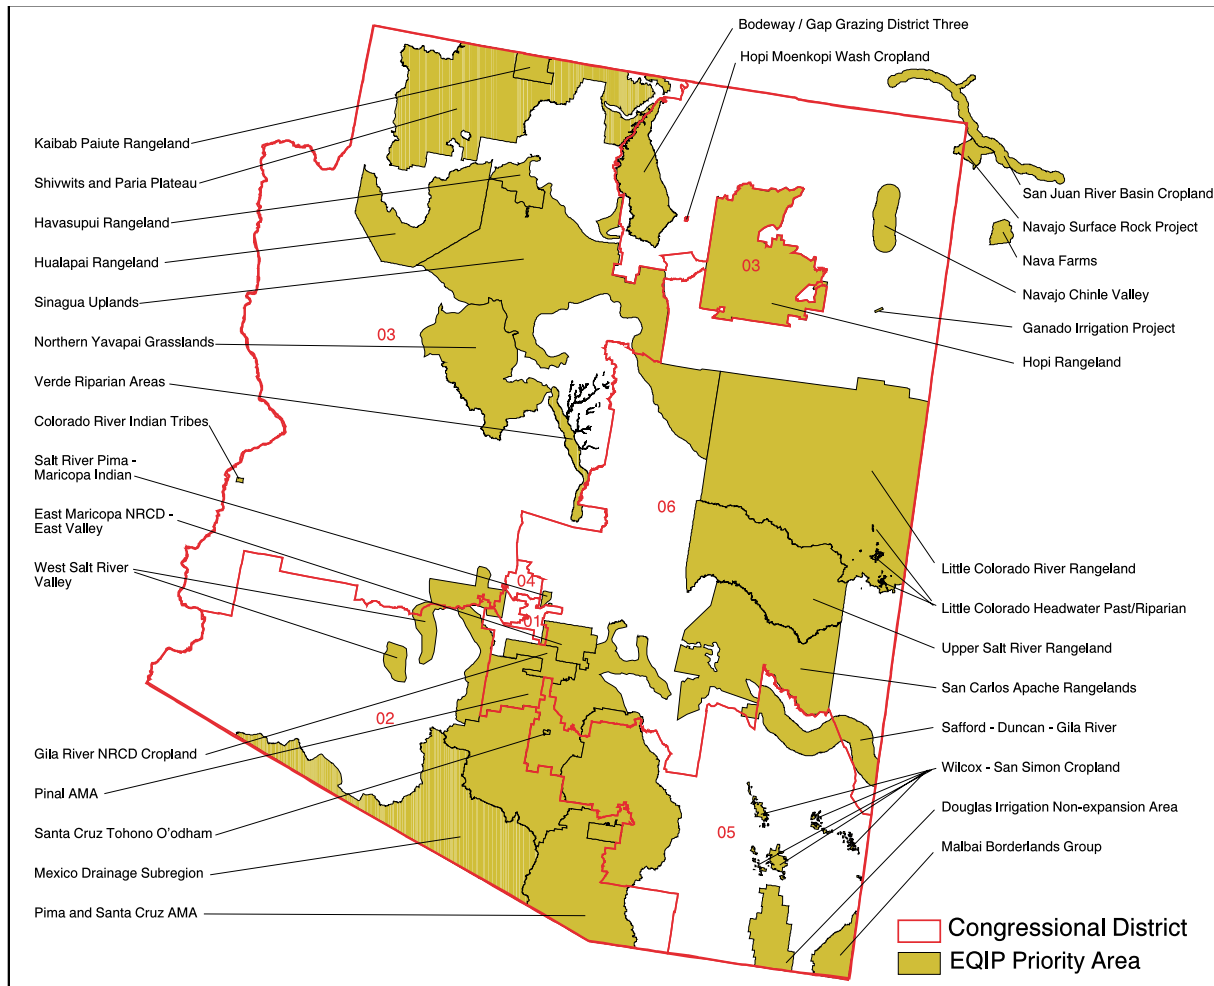 Bodeway / Gap Grazing District Three
Hopi Moenkopi Wash Cropland
Kaibab Paiute Rangeland
Shivwits and Paria Plateau
Havasupui Rangeland
Hualapai Rangeland
Sinagua Uplands
Northern Yavapai Grasslands
Verde Riparian Areas
Colorado River Indian Tribes
Salt River Pima -
Maricopa Indian
East Maricopa NRCD -
East Valley
West Salt River
Valley
Gila River NRCD Cropland
Pinal AMA
Santa Cruz Tohono O'odham
Mexico Drainage Subregion
Pima and Santa Cruz AMA
03
03
06
04
01
02
05
San Juan River Basin Cropland
Navajo Surface Rock Project
Nava Farms
Navajo Chinle Valley
Ganado Irrigation Project
Hopi Rangeland
Little Colorado River Rangeland
Little Colorado Headwater Past/Riparian
Upper Salt River Rangeland
San Carlos Apache Rangelands
Safford - Duncan - Gila River
Wilcox - San Simon Cropland
Douglas Irrigation Non-expansion Area
Malbai Borderlands Group
Congressional District
EQIP Priority Area